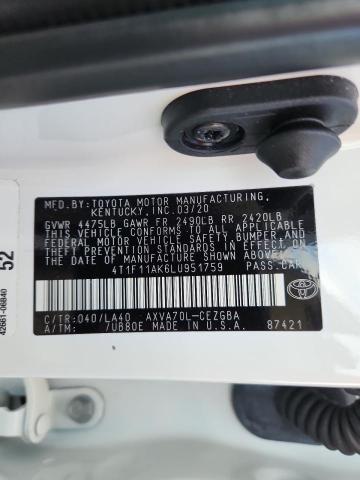 MFD.BY:TOYOTA MOTOR MANUFACTURING,
KENTUCKY,INC.03/20
GVWR 4475LB GAWR FR 2490LB RR 2420LB
THIS VEHICLE CONFORMS TO ALL APPLICABLE
FEDERAL MOTOR VEHICLE SAFETY, BUMPER, AND
THEFT PREVENTION STANDARDS IN EFFECT ON
THE DATE OF MANUFACTURE SHOWN ABOVE.
4T1F11AK6LU951759 PASS.CAR
C/TR:040/LA40 AXVA70L-CEZGBA
A/TM: 7UB80E MADE IN U.S.A. 87421
TOYOTA
52
42661-06840